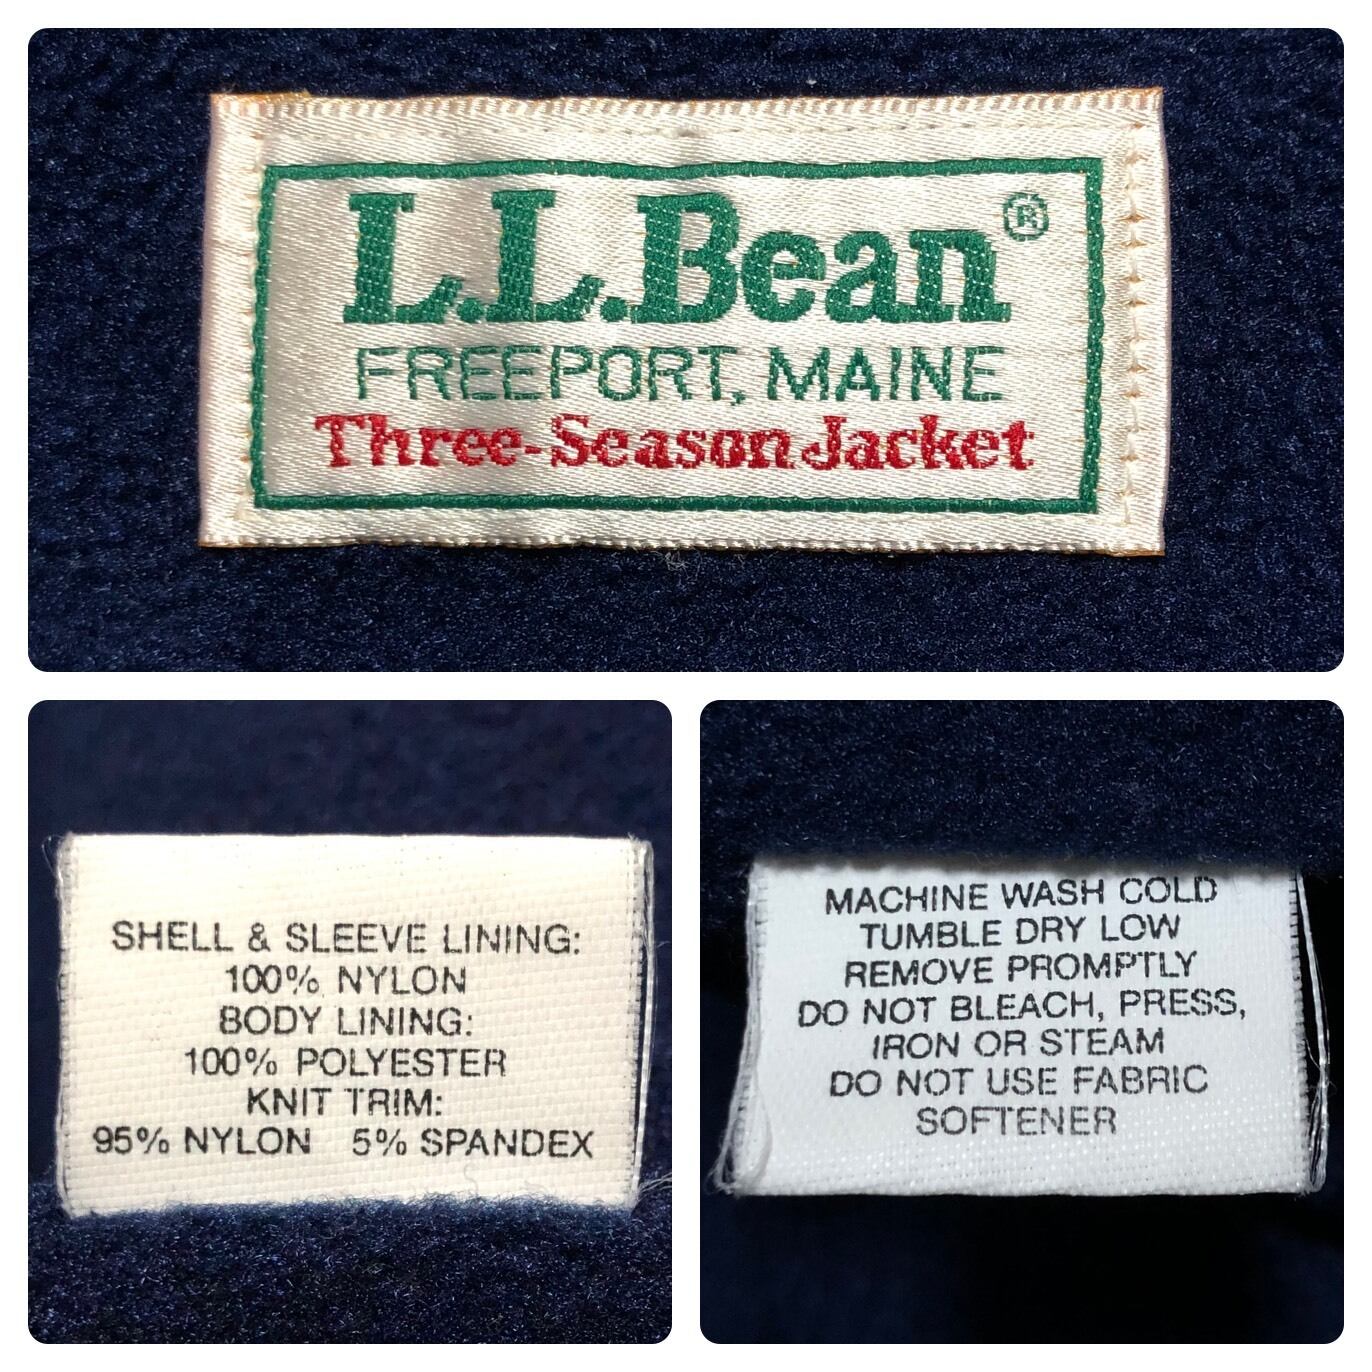 L.L.Bean®
FREEPORT, MAINE
Three-Season Jacket
SHELL & SLEEVE LINING:
100% NYLON
BODY LINING:
100% POLYESTER
KNIT TRIM:
95% NYLON 5% SPANDEX
MACHINE WASH COLD
TUMBLE DRY LOW
REMOVE PROMPTLY
DO NOT BLEACH, PRESS,
IRON OR STEAM
DO NOT USE FABRIC
SOFTENER